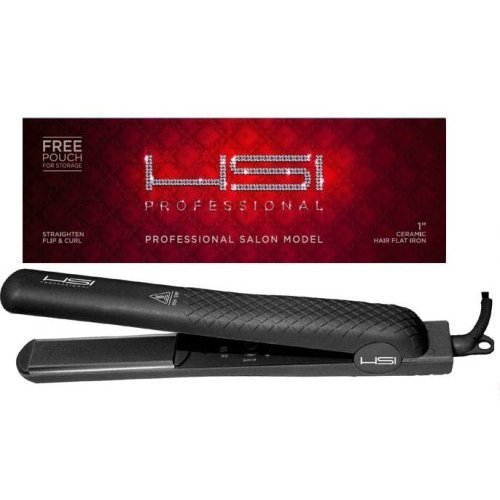 FREE
POUCH
FOR STORAGE
HSI
PROFESSIONAL
STRAIGHTEN
FLIP & CURL
PROFESSIONAL SALON MODEL
1"
CERAMIC
HAIR FLAT IRON
HSI
PROFESSIONAL
HSI